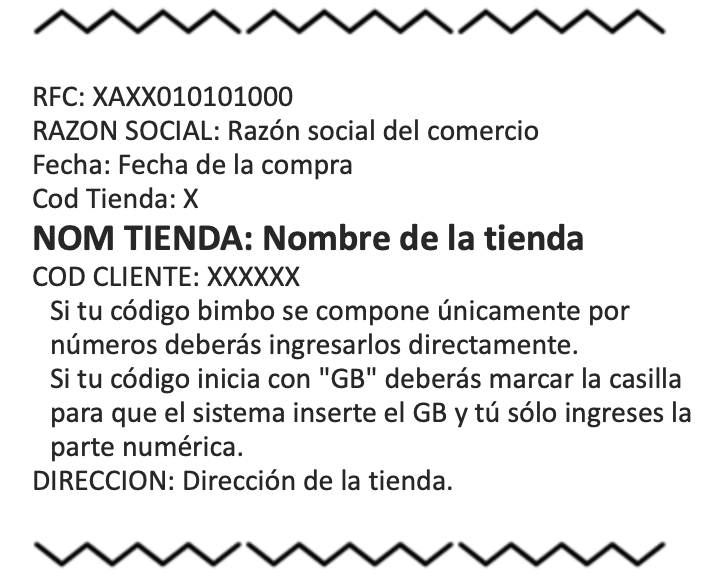 RFC: XAXX010101000
RAZON SOCIAL: Razón social del comercio
Fecha: Fecha de la compra
Cod Tienda: X
NOM TIENDA: Nombre de la tienda
COD CLIENTE: XXXXXX
Si tu código bimbo se compone únicamente por
números deberás ingresarlos directamente.
Si tu código inicia con "GB" deberás marcar la casilla
para que el sistema inserte el GB y tú sólo ingreses la
parte numérica.
DIRECCION: Dirección de la tienda.